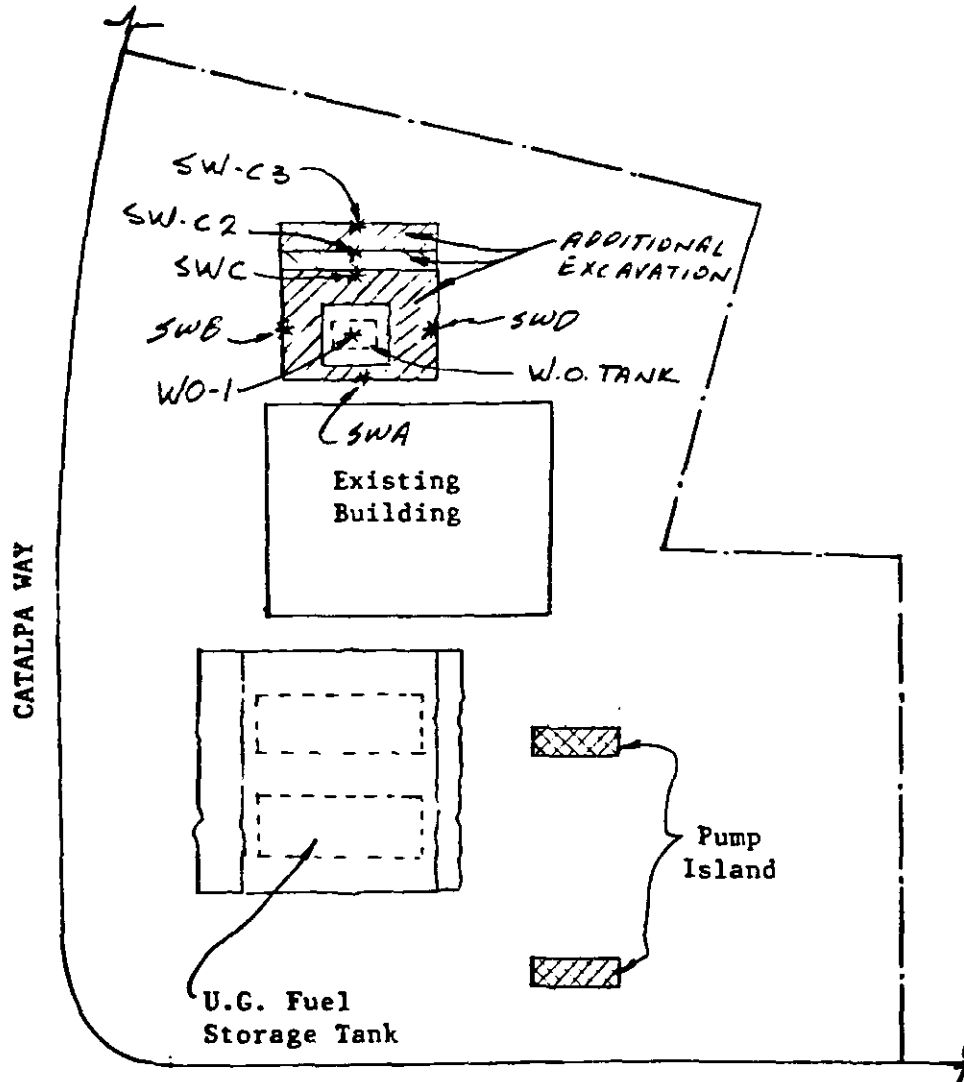 SW-C3
SW-C2
SWC
ADDITIONAL
EXCAVATION
SWB
SWD
WO-1
W.O. TANK
SWA
Existing
Building
CATALPA WAY
Pump
Island
U.G. Fuel
Storage Tank